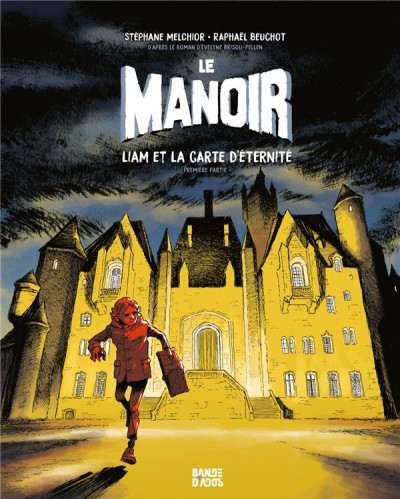 STÉPHANE MELCHIOR • RAPHAËL BEUCHOT
D'APRÈS LE ROMAN D'ÉVELYNE BRISOU-PELLEN
LE
MANOIR
LIAM ET LA CARTE D'ÉTERNITÉ
PREMIÈRE PARTIE
BANDE
D'ADOS